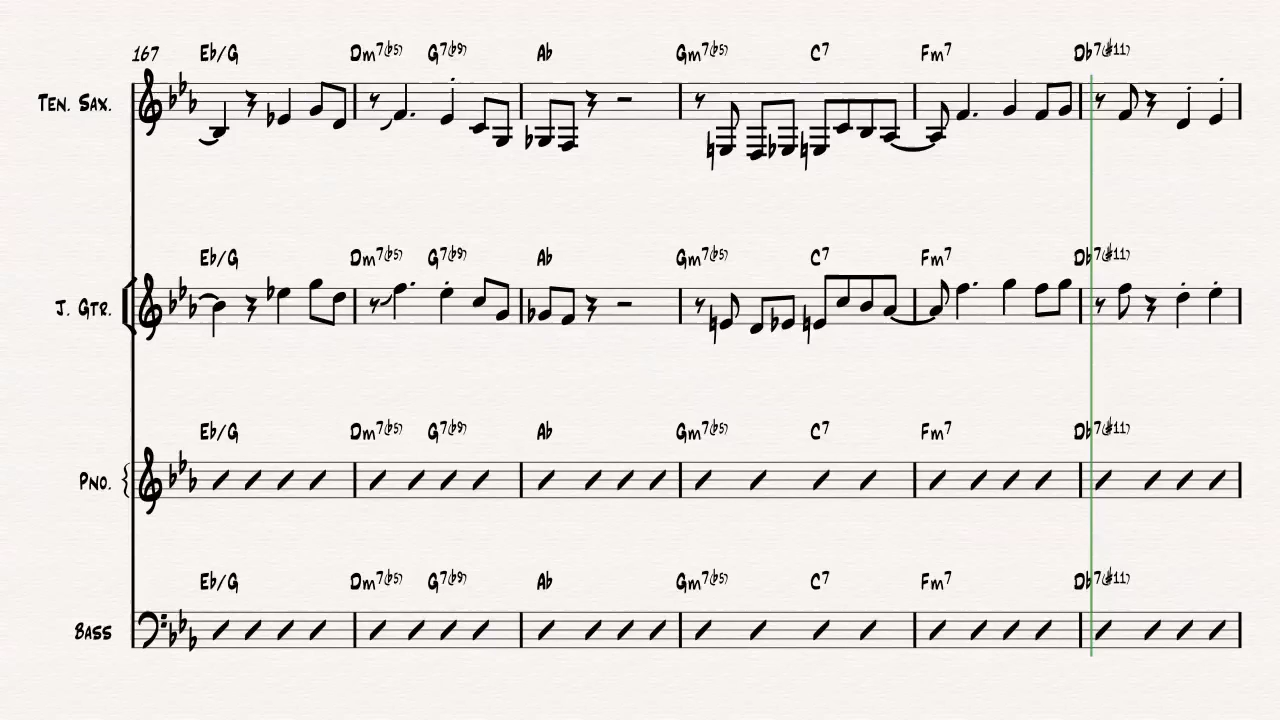 167 Eb/G Dm7(b5) G7(b9) Ab Gm7(b5) C7 Fm7 Db7(#11)
Ten. Sax.
Eb/G Dm7(b5) G7(b9) Ab Gm7(b5) C7 Fm7 Db7(#11)
J. Gtr.
Eb/G Dm7(b5) G7(b9) Ab Gm7(b5) C7 Fm7 Db7(#11)
Pno.
Eb/G Dm7(b5) G7(b9) Ab Gm7(b5) C7 Fm7 Db7(#11)
Bass